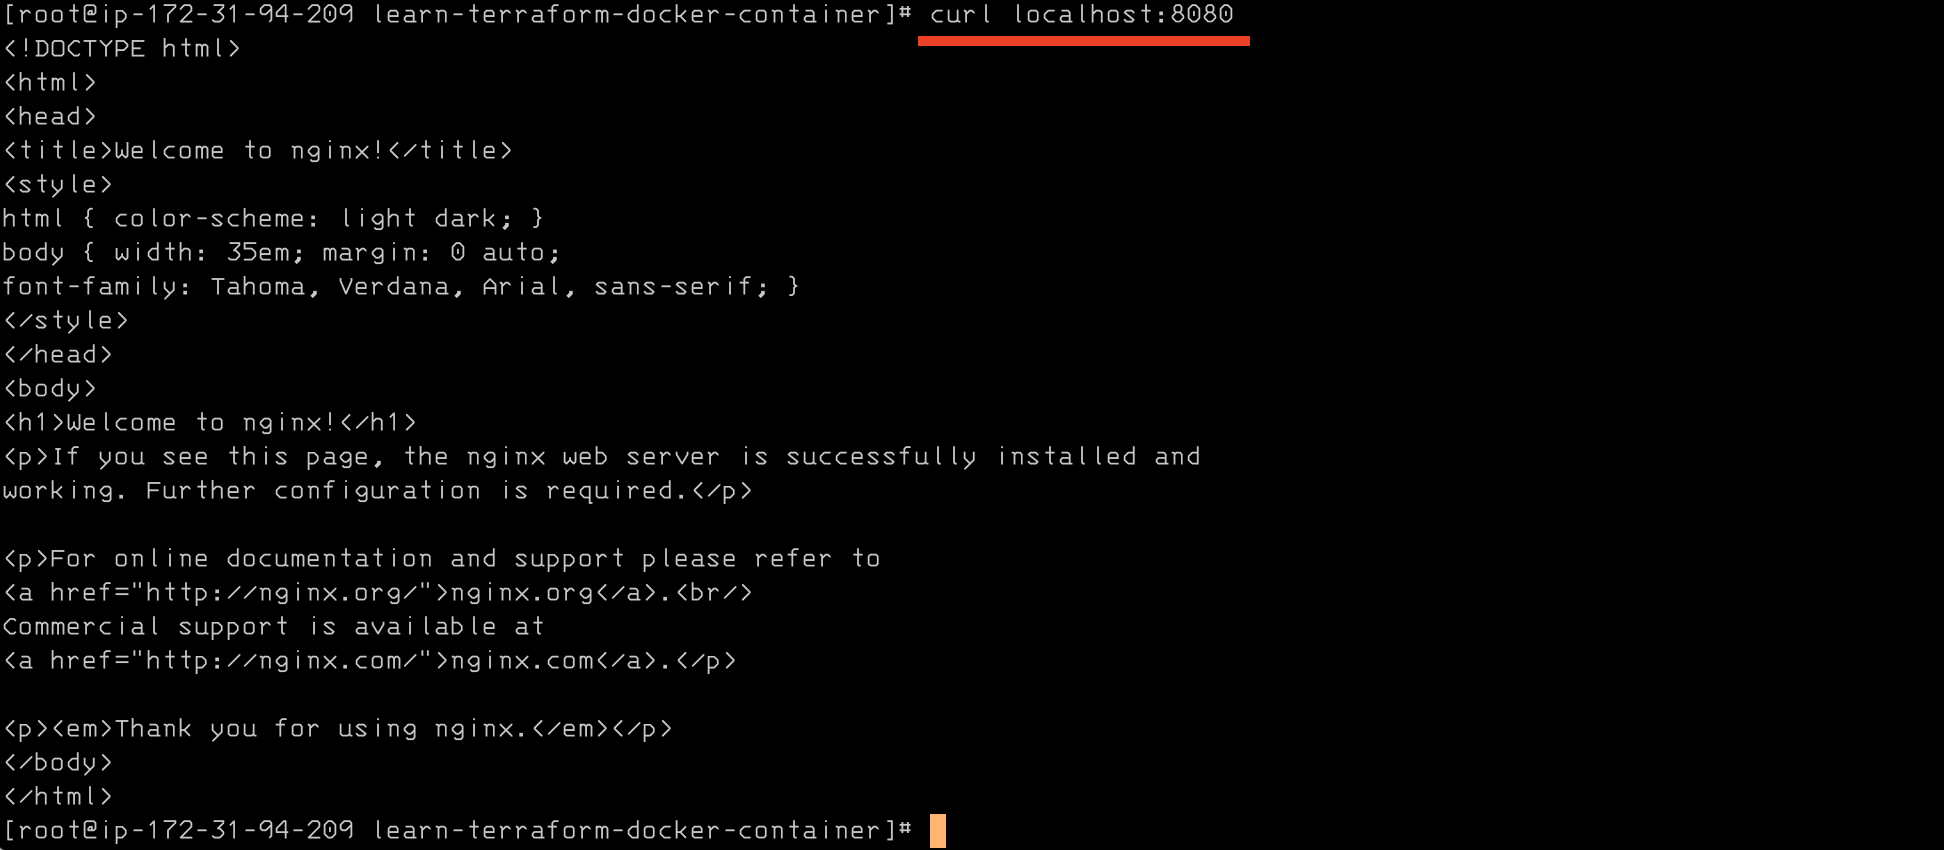 [root@ip-172-31-94-209 learn-terraform-docker-container]# curl localhost:8080
<!DOCTYPE html>
<html>
<head>
<title>Welcome to nginx!</title>
<style>
html { color-scheme: light dark; }
body { width: 35em; margin: 0 auto;
font-family: Tahoma, Verdana, Arial, sans-serif; }
</style>
</head>
<body>
<h1>Welcome to nginx!</h1>
<p>If you see this page, the nginx web server is successfully installed and
working. Further configuration is required.</p>

<p>For online documentation and support please refer to
<a href="http://nginx.org/">nginx.org</a>.<br/>
Commercial support is available at
<a href="http://nginx.com/">nginx.com</a>.</p>

<p><em>Thank you for using nginx.</em></p>
</body>
</html>
[root@ip-172-31-94-209 learn-terraform-docker-container]#